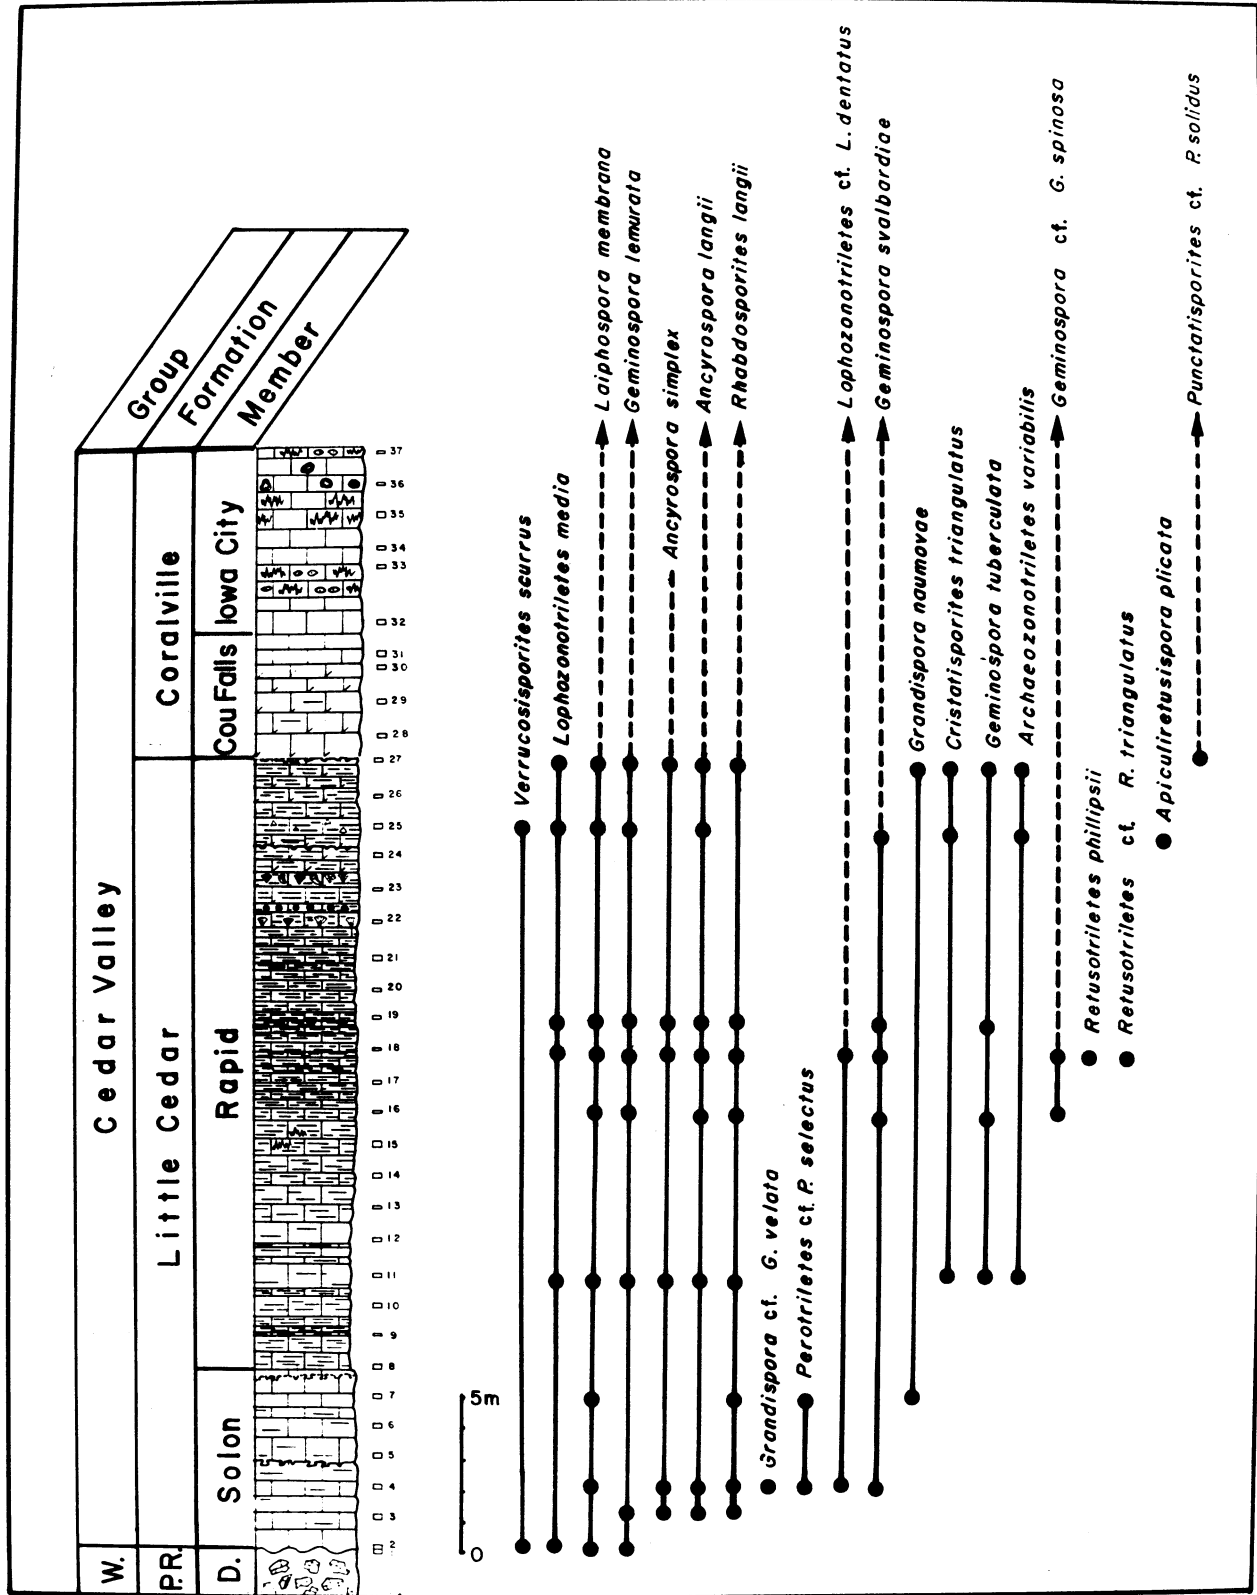 Group
Formation
Member
Cedar Valley
W.
Coralville
Little Cedar
P.R.
Iowa City
Cou Falls
Rapid
Solon
D.
37
36
35
34
33
32
31
30
29
28
27
26
25
24
23
22
21
20
19
18
17
16
15
14
13
12
11
10
9
8
7
6
5
4
3
2
5m
0
Verrucosisporites scurrus
Lophozonotriletes media
Laiphospora membrana
Geminospora lemurata
Ancyrospora simplex
Ancyrospora langii
Rhabdosporites langii
Grandispora cf. G. velata
Perotriletes cf. P. selectus
Lophozonotriletes cf. L. dentatus
Geminospora svalbardiae
Grandispora naumovae
Cristatisporites triangulatus
Geminospora tuberculata
Archaeozonotriletes variabilis
Geminospora cf. G. spinosa
Retusotriletes phillipsii
Retusotriletes cf. R. triangulatus
Apiculiretusispora plicata
Punctatisporites cf. P. solidus